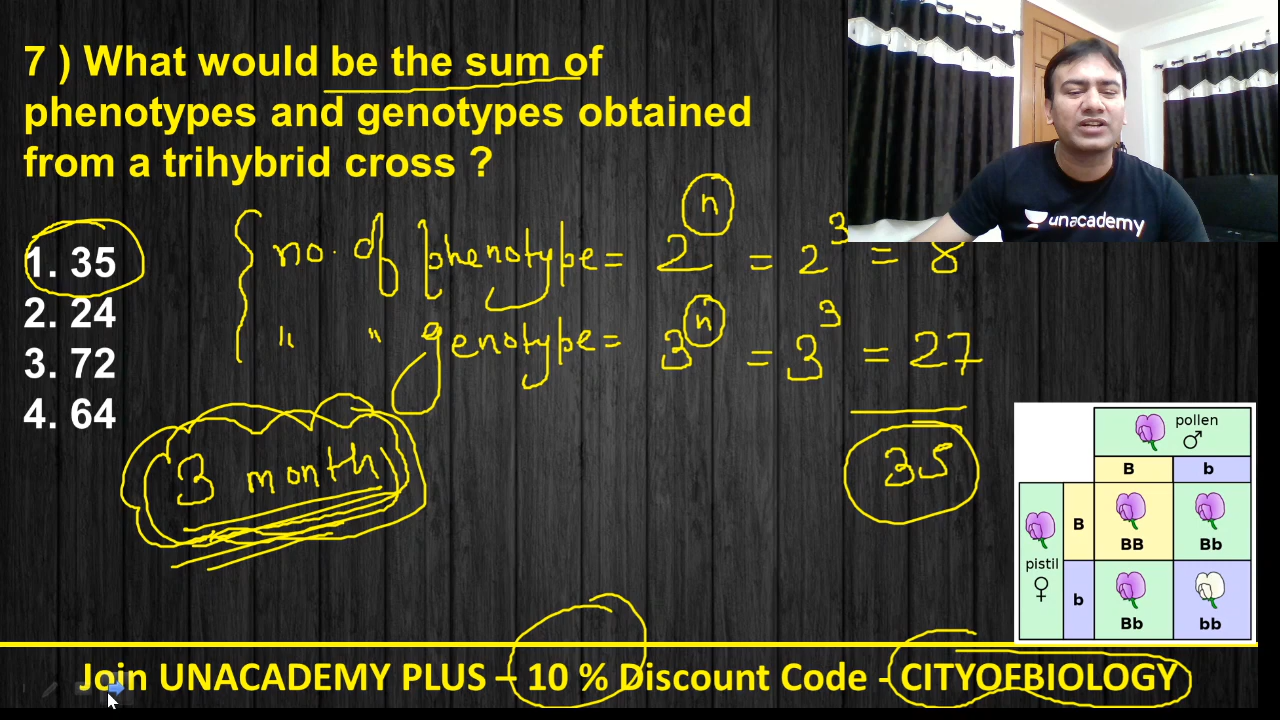 7 ) What would be the sum of
phenotypes and genotypes obtained
from a trihybrid cross ?
unacademy
1. 35
2. 24
3. 72
4. 64
no. of phenotype = 2^n = 2^3 = 8
" " genotype = 3^n = 3^3 = 27
35
3 month
pollen
♂
B b
pistil
♀
B BB Bb
b Bb bb
Join UNACADEMY PLUS – 10 % Discount Code - CITYOFBIOLOGY